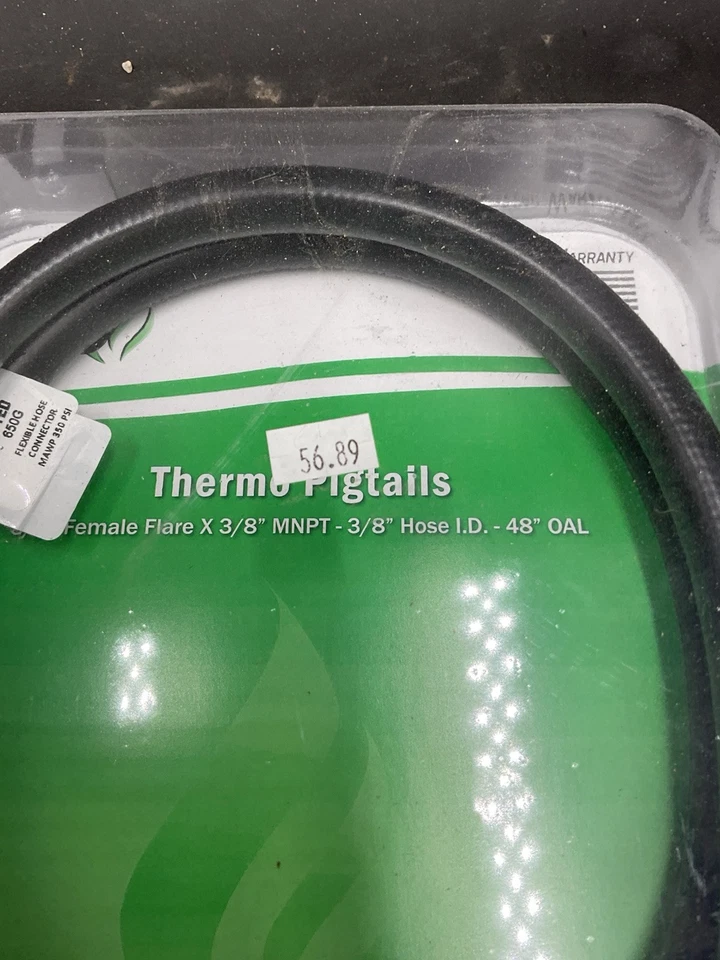 ARRANTY
TED
650G
FLEXIBLE HOSE
CONNECTOR
MAWP 350 PSI
56.89
Thermo Pigtails
Female Flare X 3/8" MNPT - 3/8" Hose I.D. - 48" OAL